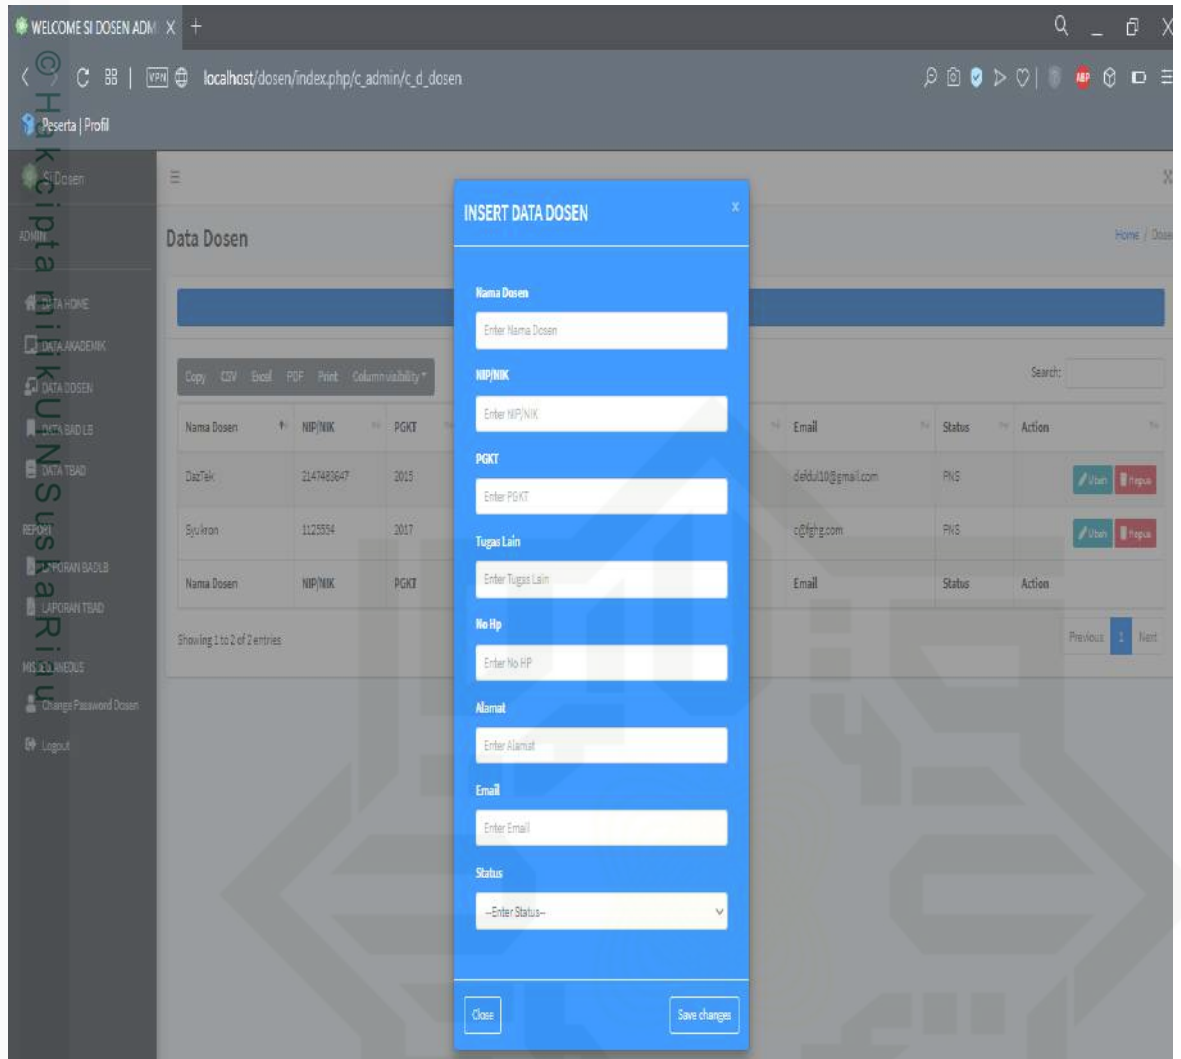 WELCOME SI DOSEN ADM
VPN localhost/dosen/index.php/c_admin/c_d_dosen
ABP
Peserta | Profil
© Hak cipta milik UIN Suska Riau
Si Dosen
ADMIN
DATA HOME
DATA AKADEMIK
DATA DOSEN
DATA BAD LB
DATA TBAD
REPORT
LAPORAN BADLB
LAPORAN TBAD
MISCELLANEOUS
Change Password Dosen
Logout
Data Dosen
Home / Dosen
Copy CSV Excel PDF Print Column visibility
Search:
Nama Dosen NIP/NIK PGKT Email Status Action
DazTek 2147483647 2015 defdul10@gmail.com PNS Ubah Hapus
Syukron 1125554 2017 c@fghg.com PNS Ubah Hapus
Nama Dosen NIP/NIK PGKT Email Status Action
Showing 1 to 2 of 2 entries
Previous 1 Next
INSERT DATA DOSEN
x
Nama Dosen
Enter Nama Dosen
NIP/NIK
Enter NIP/NIK
PGKT
Enter PGKT
Tugas Lain
Enter Tugas Lain
No Hp
Enter No HP
Alamat
Enter Alamat
Email
Enter Email
Status
--Enter Status--
Close
Save changes